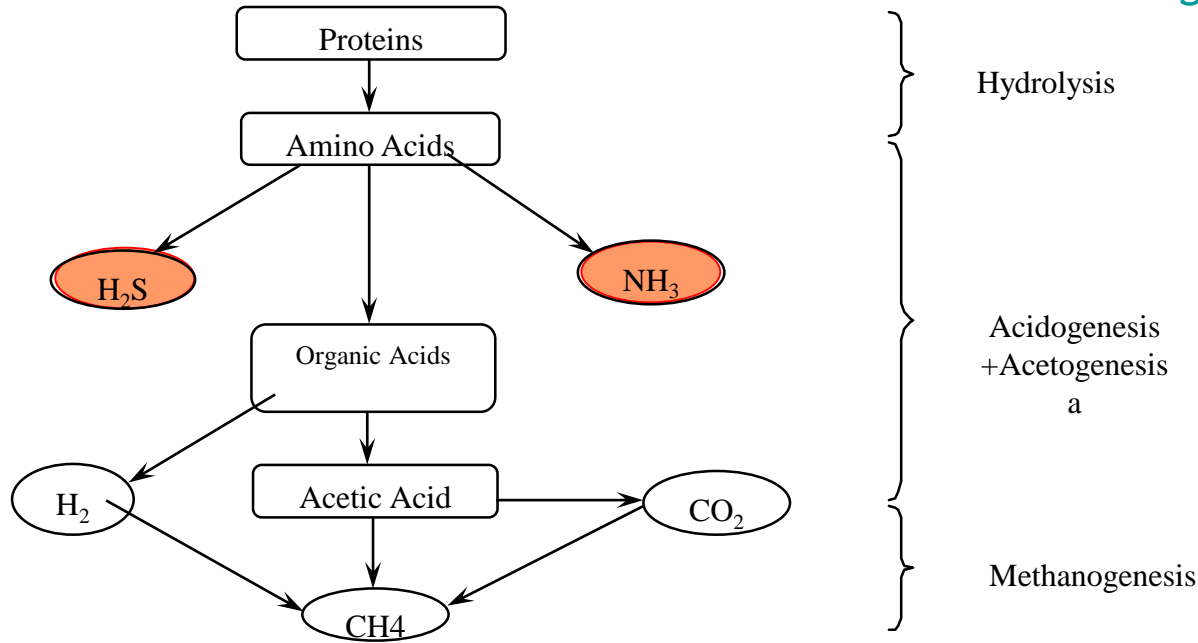 g
Proteins
Hydrolysis
Amino Acids
H₂S
NH₃
Organic Acids
Acidogenesis
+Acetogenesis
a
H₂
Acetic Acid
CO₂
Methanogenesis
CH4